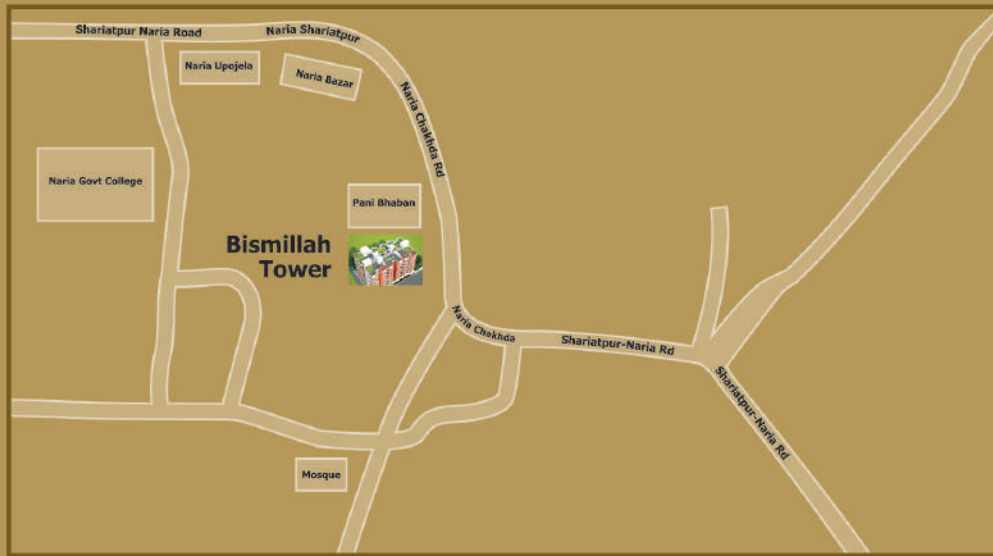 Shariatpur Naria Road
Naria Shariatpur
Naria Upojela
Naria Bazar
Naria Chakhda Rd
Naria Govt College
Pani Bhaban
Bismillah
Tower
Naria Chakhda
Shariatpur-Naria Rd
Shariatpur-Naria Rd
Mosque